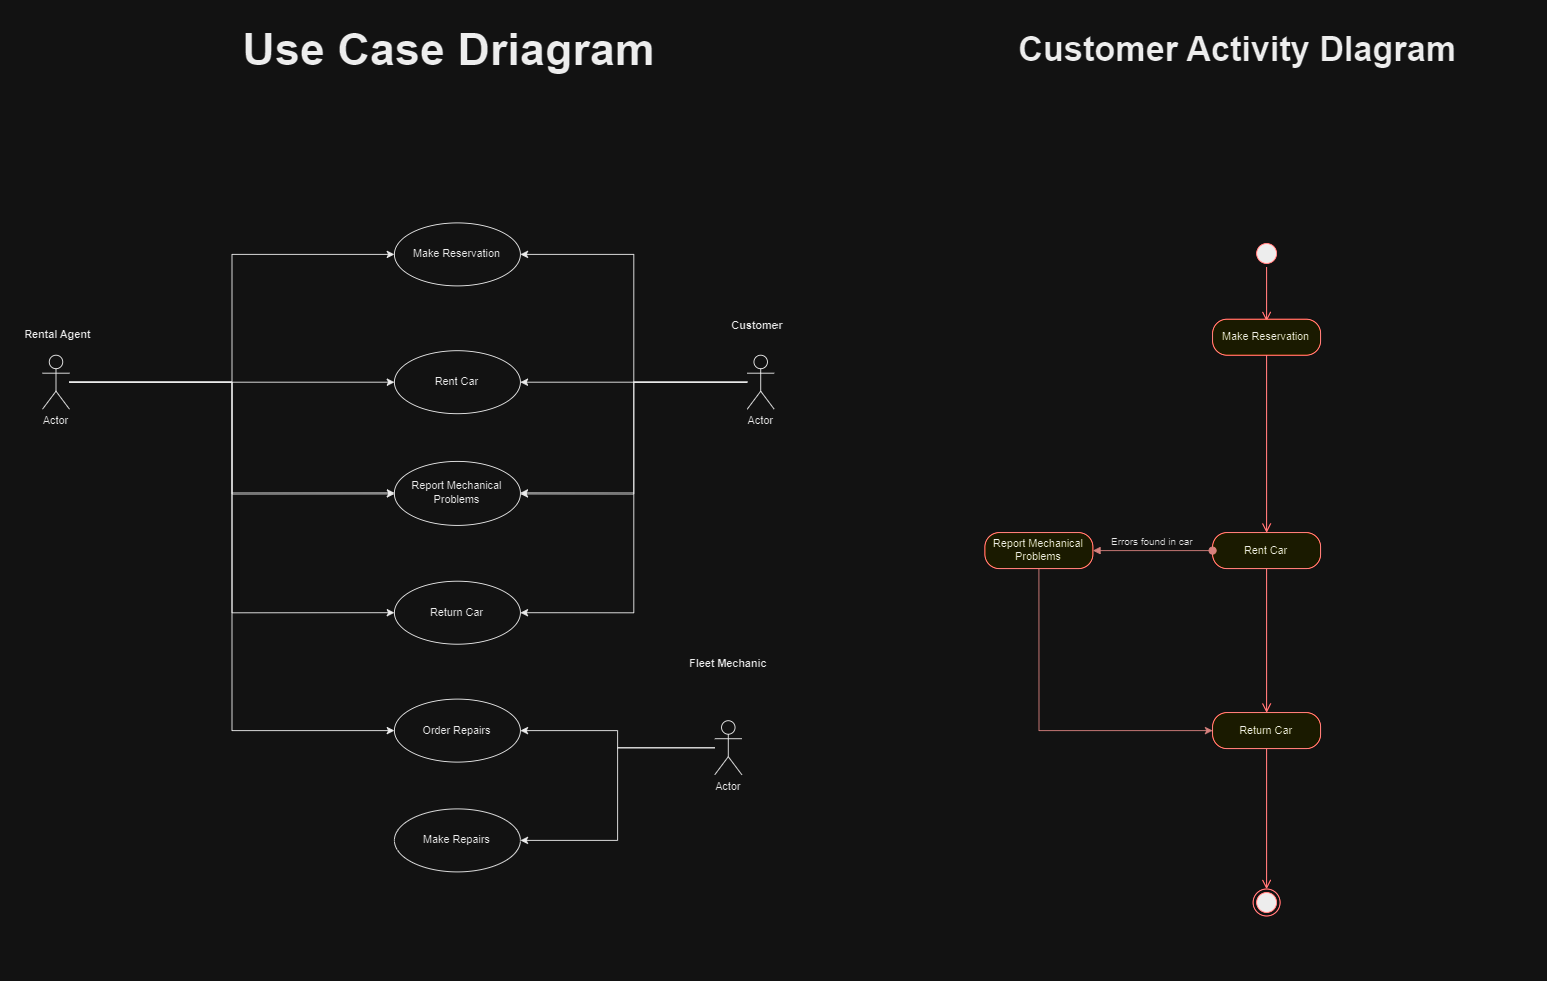 Use Case Driagram
Customer Activity DIagram
Make Reservation
Rental Agent
Actor
Customer
Actor
Rent Car
Report Mechanical
Problems
Return Car
Fleet Mechanic
Actor
Order Repairs
Make Repairs
Make Reservation
Report Mechanical
Problems
Errors found in car
Rent Car
Return Car